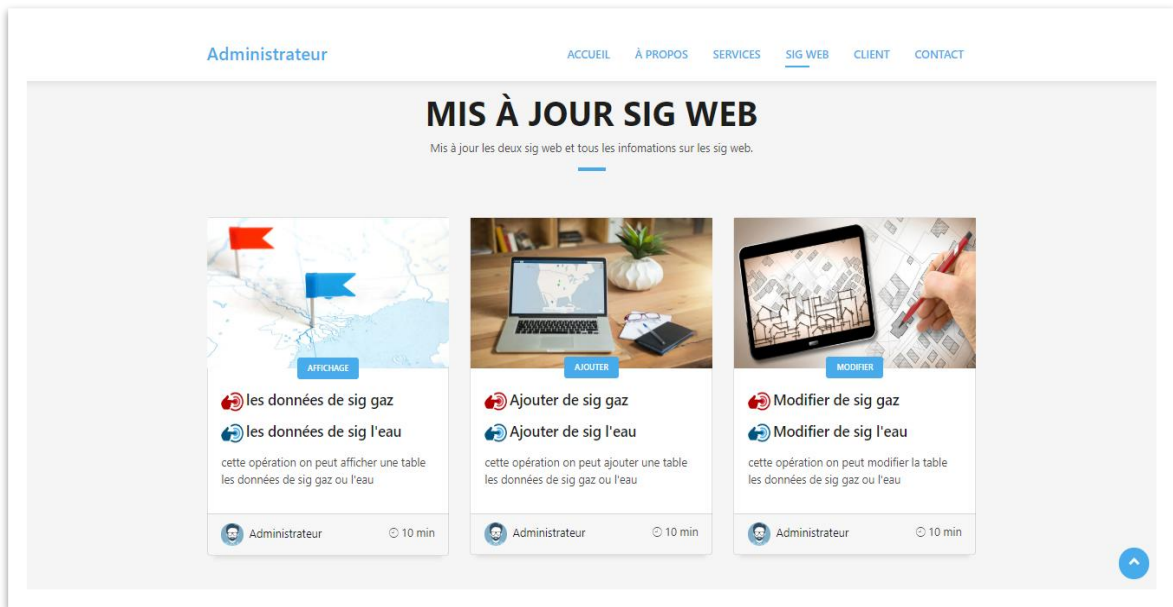 Administrateur
ACCUEIL À PROPOS SERVICES SIG WEB CLIENT CONTACT
MIS À JOUR SIG WEB
Mis à jour les deux sig web et tous les infomations sur les sig web.
AFFICHAGE
les données de sig gaz
les données de sig l'eau
cette opération on peut afficher une table
les données de sig gaz ou l'eau
Administrateur 10 min
AJOUTER
Ajouter de sig gaz
Ajouter de sig l'eau
cette opération on peut ajouter une table
les données de sig gaz ou l'eau
Administrateur 10 min
MODIFIER
Modifier de sig gaz
Modifier de sig l'eau
cette opération on peut modifier la table
les données de sig gaz ou l'eau
Administrateur 10 min